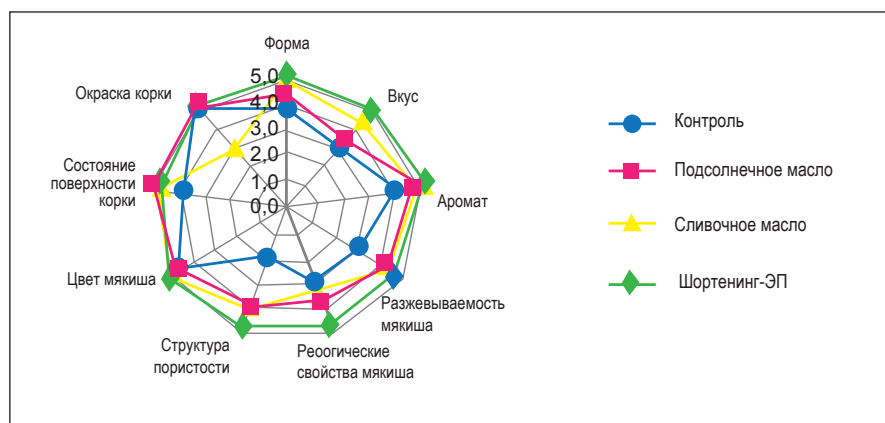 Форма
Вкус
Аромат
Разжевываемость
мякиша
Реоогические
свойства мякиша
Структура
пористости
Цвет мякиша
Состояние
поверхности
корки
Окраска корки
5,0
4,0
3,0
2,0
1,0
0,0
Контроль
Подсолнечное масло
Сливочное масло
Шортенинг-ЭП